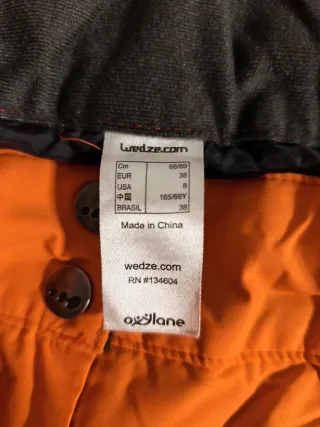 wedze.com
Cm 66/69
EUR 38
USA 8
中国 165/68Y
BRASIL 38
Made in China
wedze.com
RN #134604
oxylane